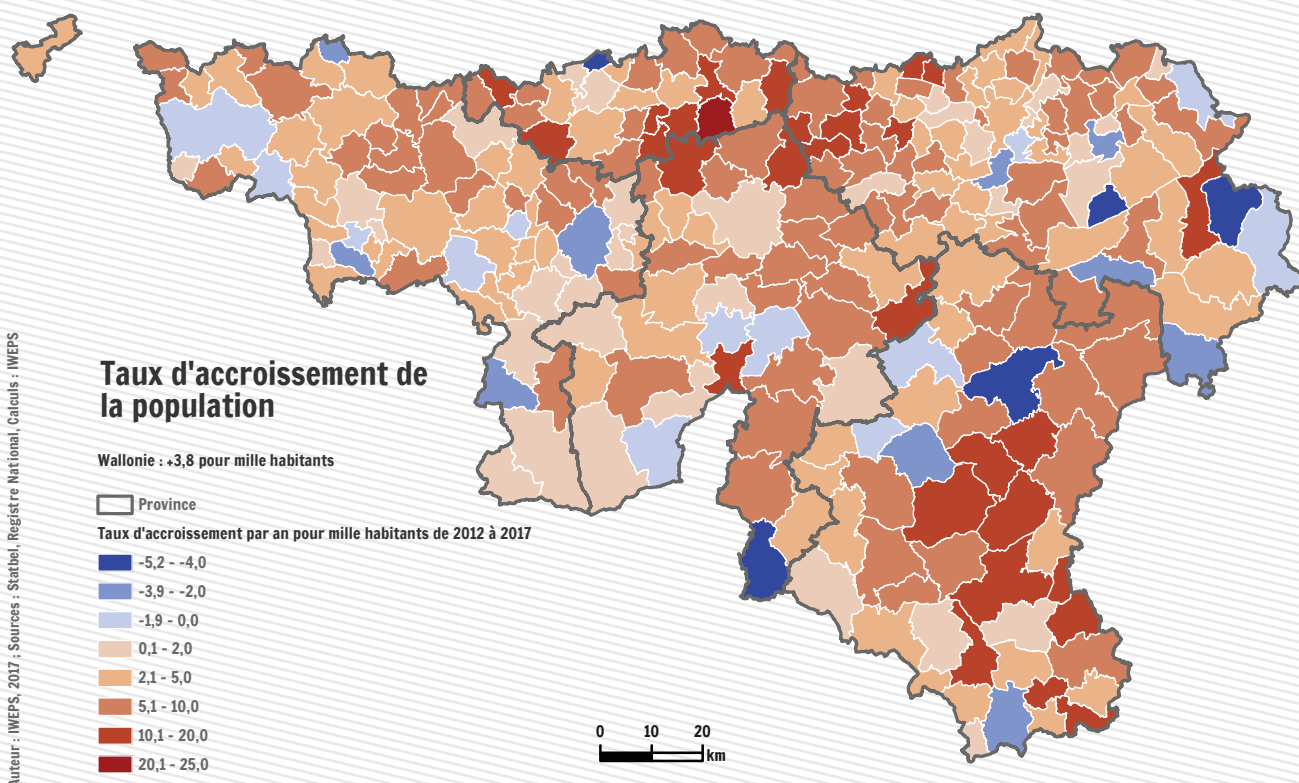 Taux d'accroissement de
la population
Wallonie : +3,8 pour mille habitants
Province
Taux d'accroissement par an pour mille habitants de 2012 à 2017
-5,2 - -4,0
-3,9 - -2,0
-1,9 - 0,0
0,1 - 2,0
2,1 - 5,0
5,1 - 10,0
10,1 - 20,0
20,1 - 25,0
0 10 20
km
Auteur : IWEPS, 2017 ; Sources : Statbel, Registre National, Calculs : IWEPS